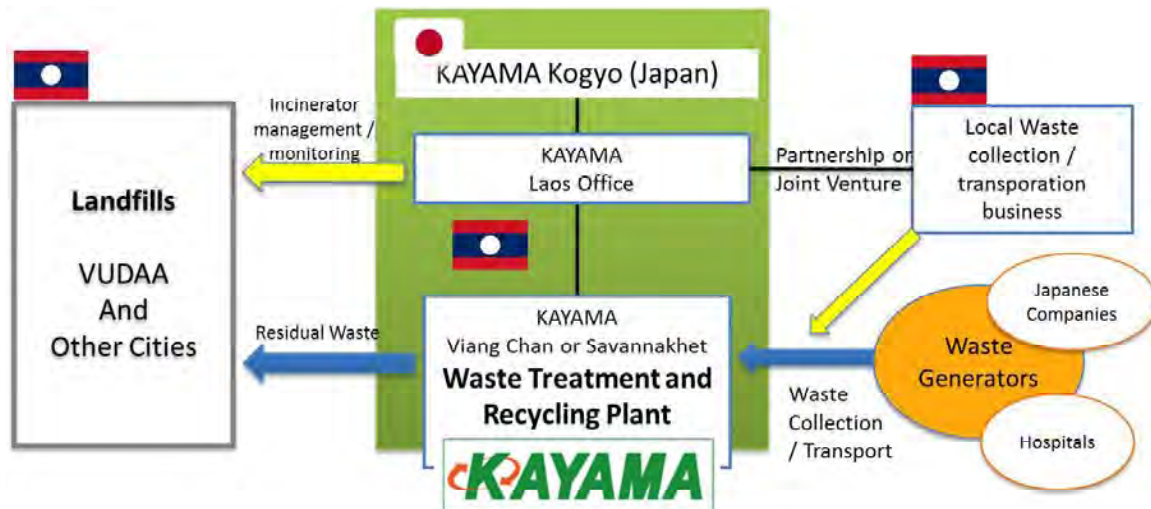 KAYAMA Kogyo (Japan)
Incinerator
management /
monitoring
KAYAMA
Laos Office
Partnership or
Joint Venture
Local Waste
collection /
transporation
business
Landfills
VUDAA
And
Other Cities
Residual Waste
KAYAMA
Viang Chan or Savannakhet
Waste Treatment and
Recycling Plant
KAYAMA
Waste
Collection
/ Transport
Japanese
Companies
Waste
Generators
Hospitals